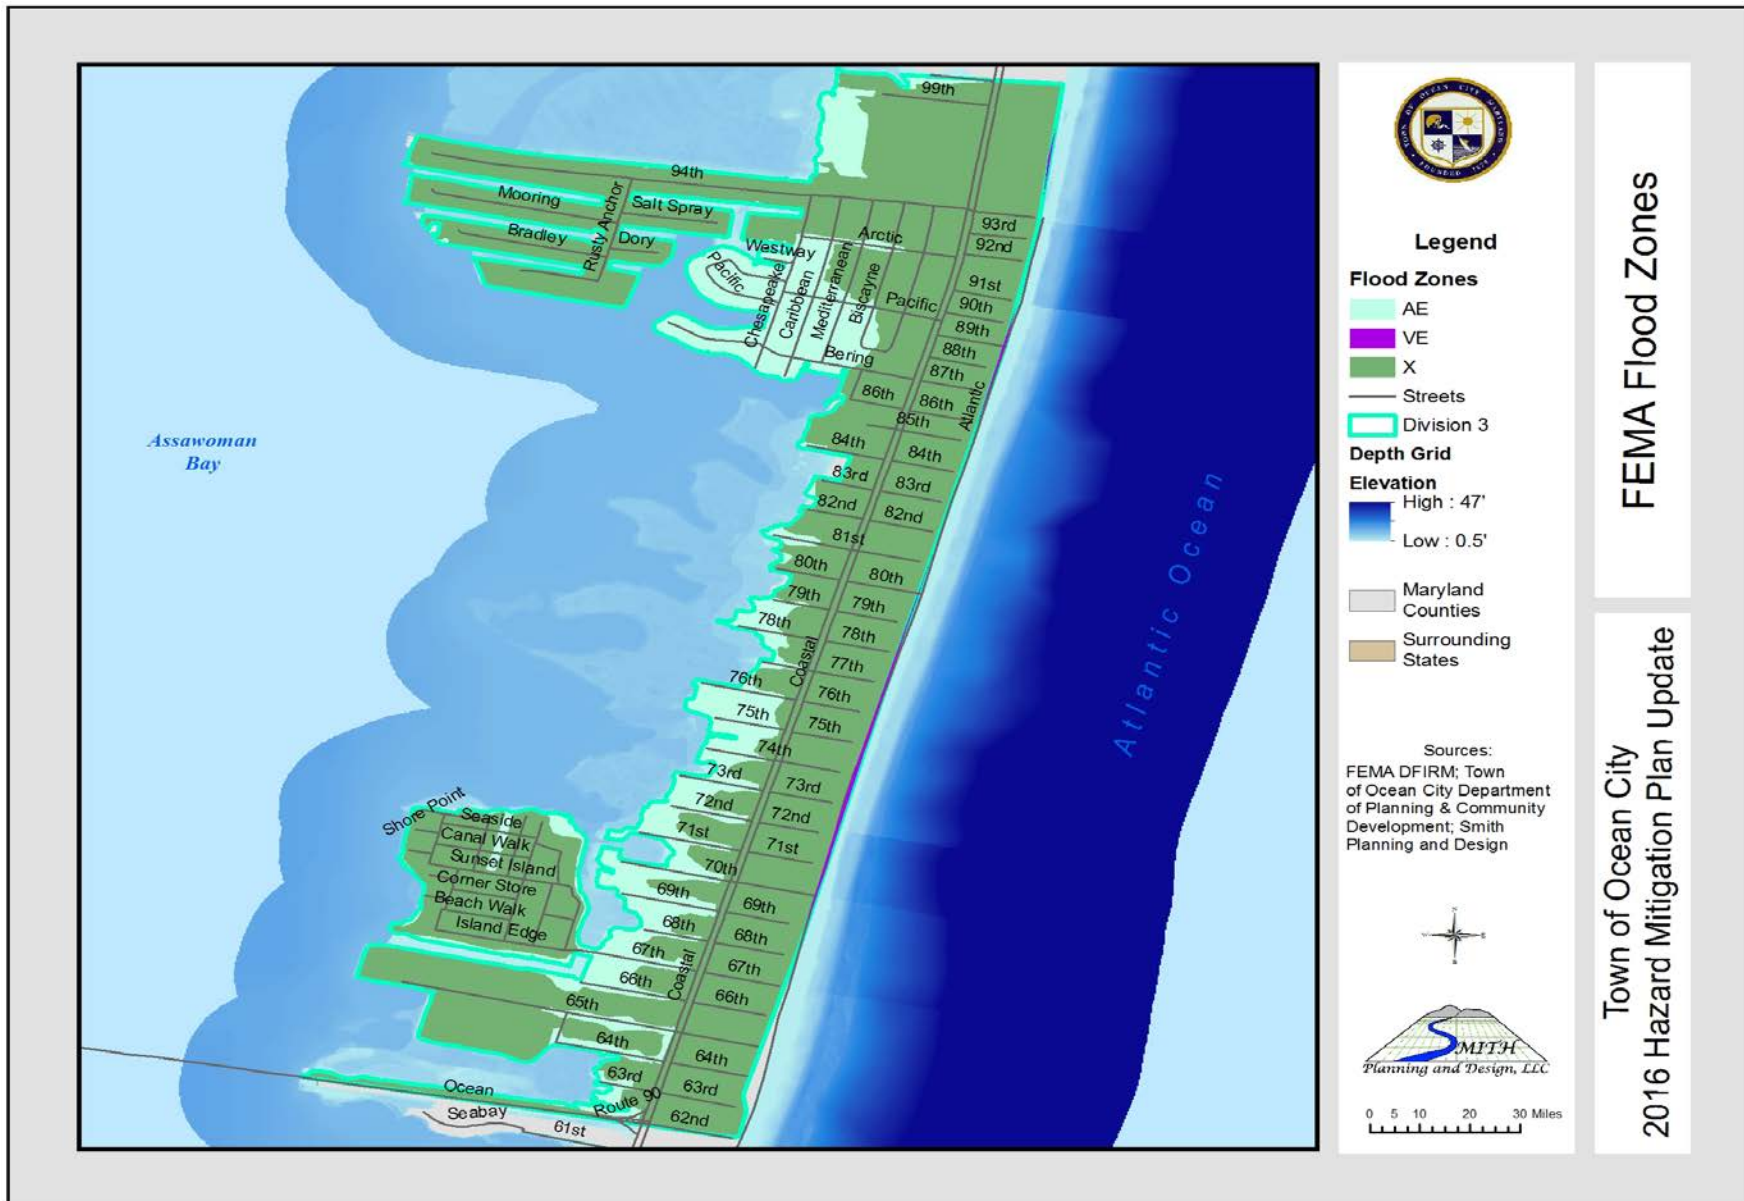 99th
94th
Mooring
Salt Spray
Rusty Anchor
Bradley
Dory
Westway
Arctic
93rd
92nd
Pacific
Chesapeake
Caribbean
Mediterranean
Biscayne
Pacific
91st
90th
89th
88th
Bering
87th
86th
86th
Atlantic
85th
84th
84th
83rd
83rd
82nd
82nd
81st
80th
80th
79th
79th
78th
78th
Coastal
77th
76th
76th
75th
75th
74th
73rd
73rd
72nd
72nd
71st
71st
70th
69th
69th
68th
68th
67th
67th
66th
66th
Coastal
65th
64th
64th
63rd
63rd
Route 90
62nd
61st
Ocean
Seabay
Shore Point
Seaside
Canal Walk
Sunset Island
Corner Store
Beach Walk
Island Edge
Assawoman
Bay
Atlantic Ocean
TOWN OF OCEAN CITY MARYLAND
Legend
Flood Zones
AE
VE
X
Streets
Division 3
Depth Grid
Elevation
High : 47'
Low : 0.5'
Maryland
Counties
Surrounding
States
Sources:
FEMA DFIRM; Town
of Ocean City Department
of Planning & Community
Development; Smith
Planning and Design
SMITH
Planning and Design, LLC
0 5 10 20 30 Miles
FEMA Flood Zones
Town of Ocean City
2016 Hazard Mitigation Plan Update